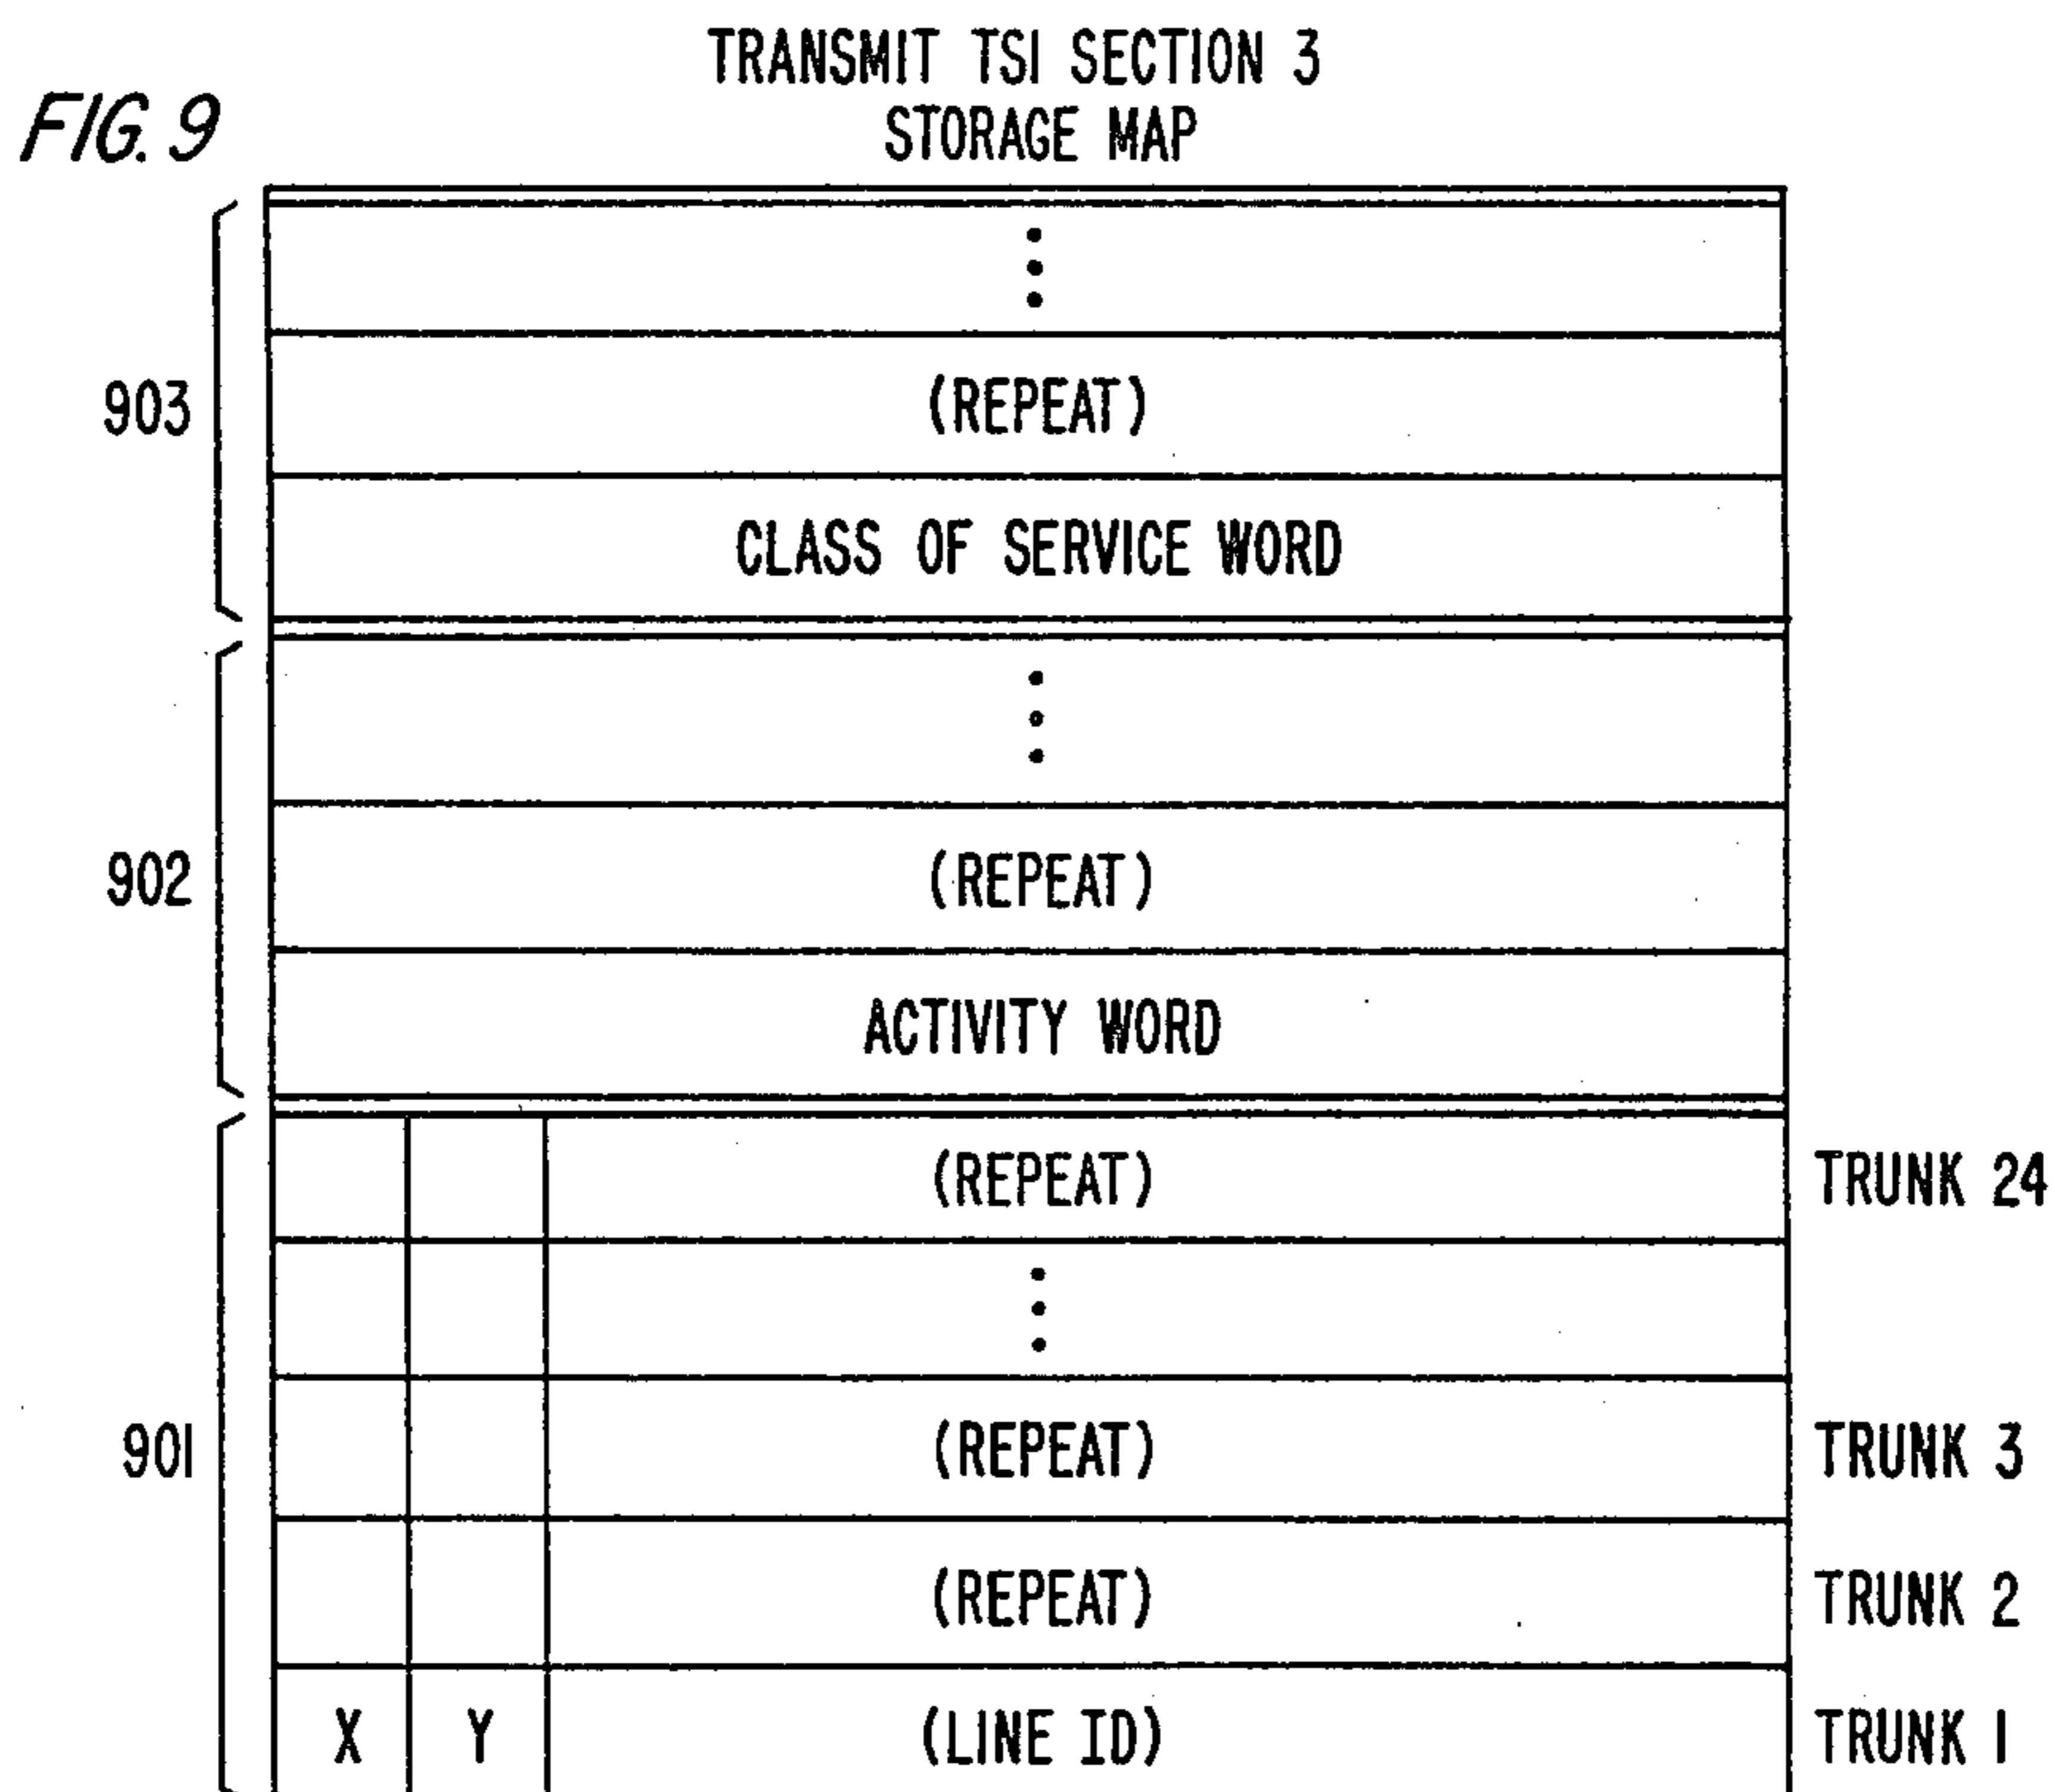 TRANSMIT TSI SECTION 3
STORAGE MAP
FIG. 9
903
(REPEAT)
CLASS OF SERVICE WORD
902
(REPEAT)
ACTIVITY WORD
901
(REPEAT) TRUNK 24
(REPEAT) TRUNK 3
(REPEAT) TRUNK 2
X Y (LINE ID) TRUNK 1